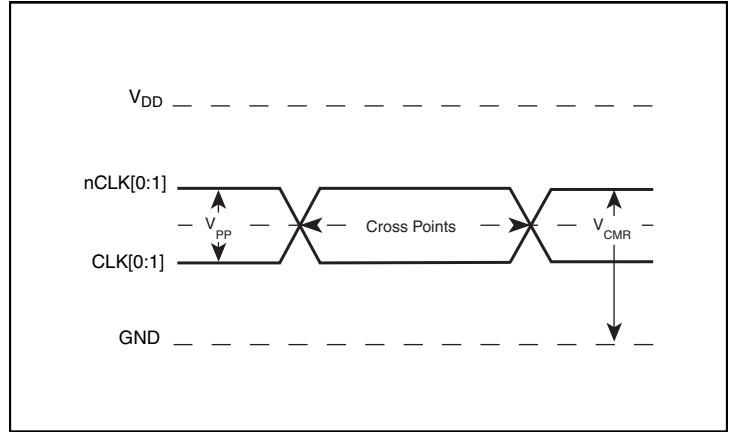 VDD
nCLK[0:1]
VPP
Cross Points
VCMR
CLK[0:1]
GND